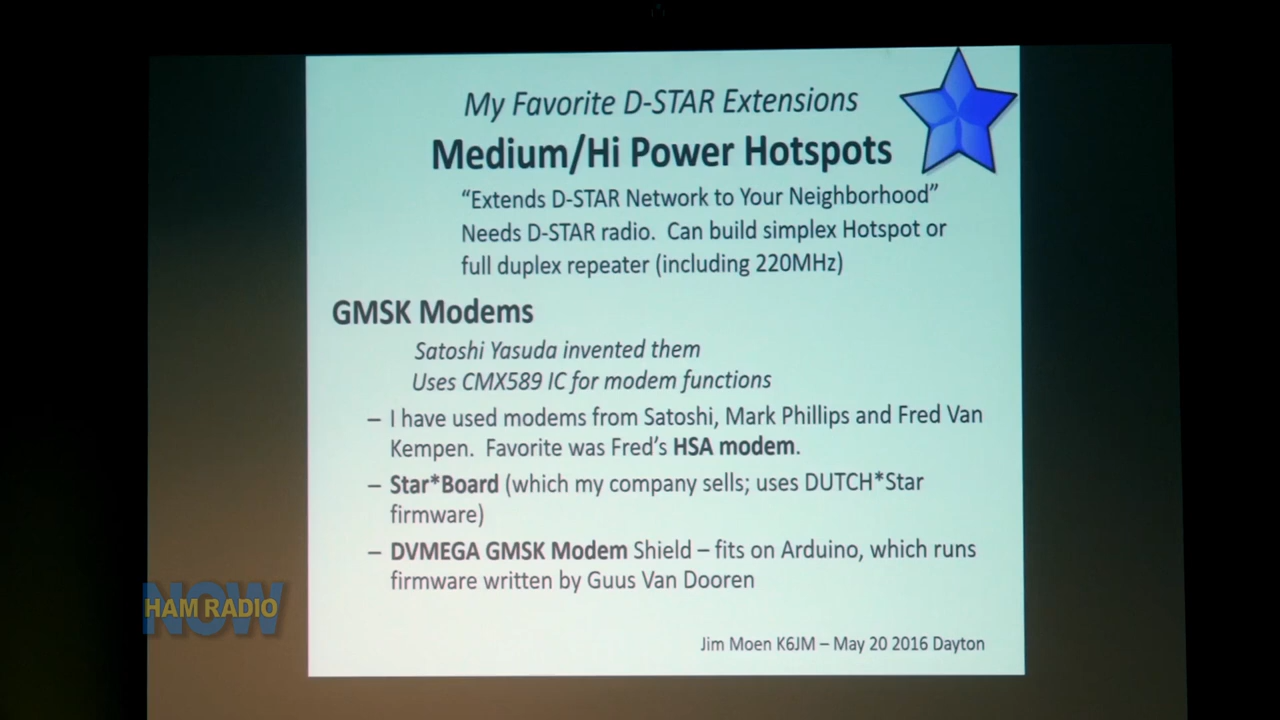 My Favorite D-STAR Extensions
Medium/Hi Power Hotspots
“Extends D-STAR Network to Your Neighborhood”
Needs D-STAR radio. Can build simplex Hotspot or
full duplex repeater (including 220MHz)
GMSK Modems
Satoshi Yasuda invented them
Uses CMX589 IC for modem functions
– I have used modems from Satoshi, Mark Phillips and Fred Van
Kempen. Favorite was Fred’s HSA modem.
– Star*Board (which my company sells; uses DUTCH*Star
firmware)
– DVMEGA GMSK Modem Shield – fits on Arduino, which runs
firmware written by Guus Van Dooren
NOW
HAM RADIO
Jim Moen K6JM – May 20 2016 Dayton